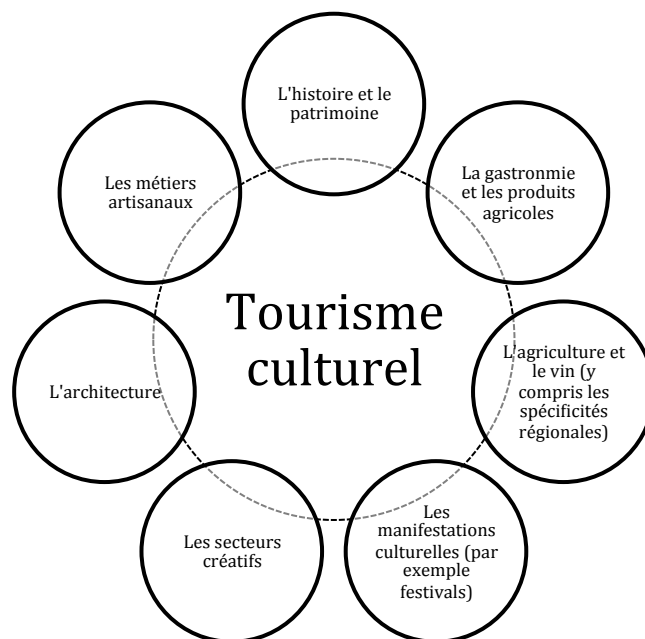 L'histoire et le
patrimoine
La gastronmie
et les produits
agricoles
L'agriculture et
le vin (y
compris les
spécificités
régionales)
Les
manifestations
culturelles (par
exemple
festivals)
Les secteurs
créatifs
L'architecture
Les métiers
artisanaux
Tourisme
culturel